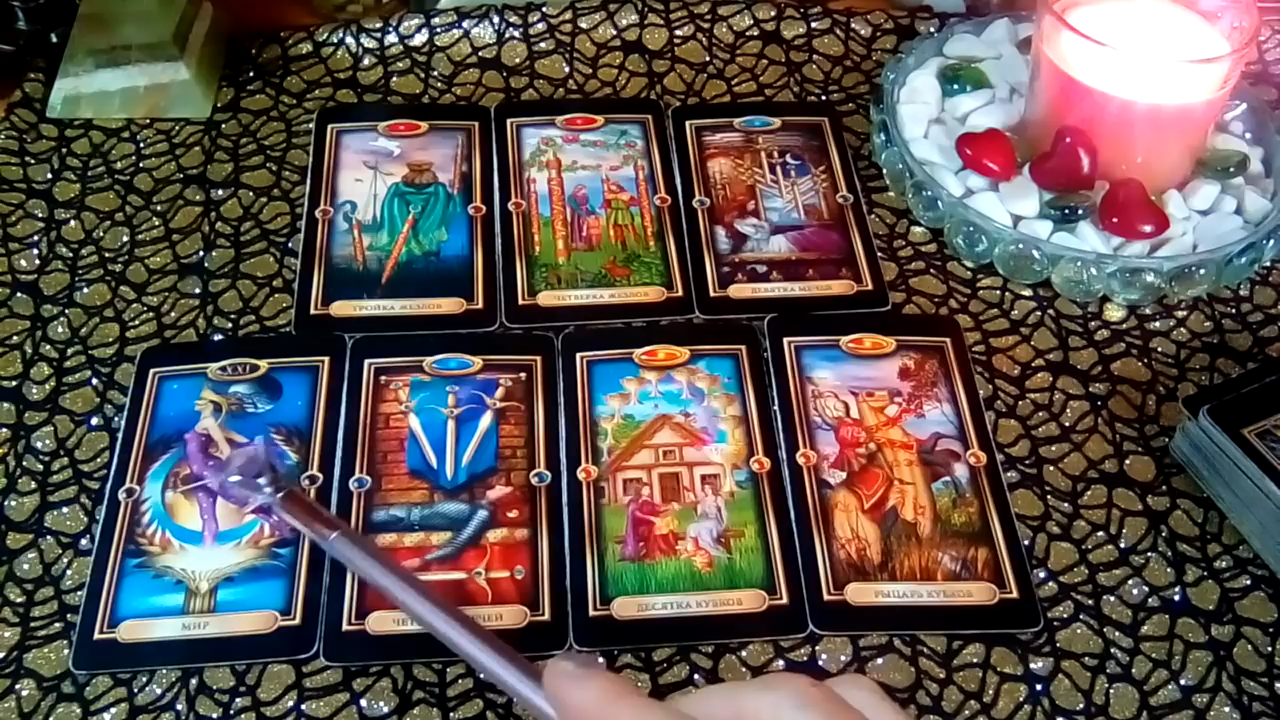 ТРОЙКА ЖЕЗЛОВ
ЧЕТВЕРКА ЖЕЗЛОВ
ДЕВЯТКА МЕЧЕЙ
XXI
МИР
ДЕСЯТКА КУБКОВ
РЫЦАРЬ КУБКОВ